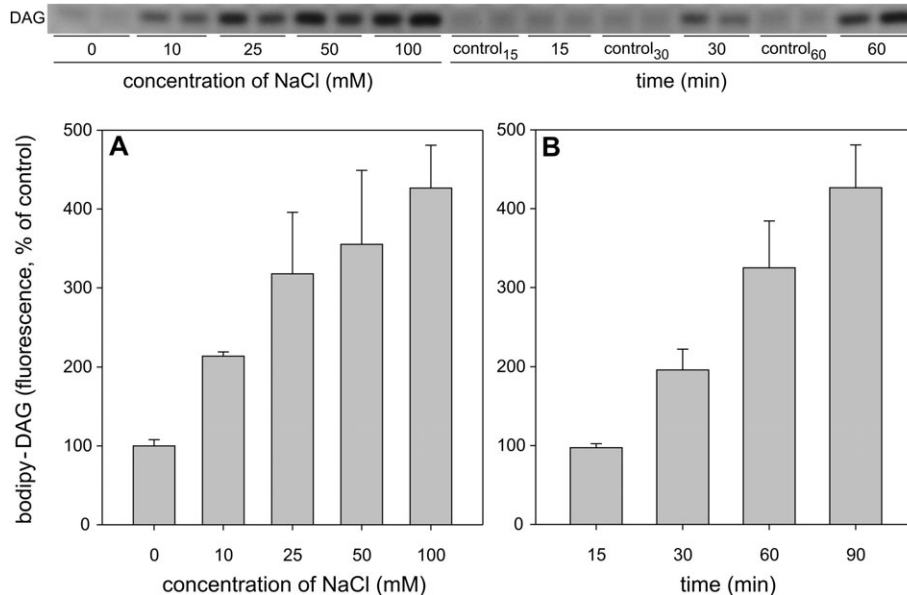 DAG
0 10 25 50 100 control15 15 control30 30 control60 60
concentration of NaCl (mM) time (min)
bodipy-DAG (fluorescence, % of control)
A
500
400
300
200
100
0
0 10 25 50 100
concentration of NaCl (mM)
B
500
400
300
200
100
0
15 30 60 90
time (min)